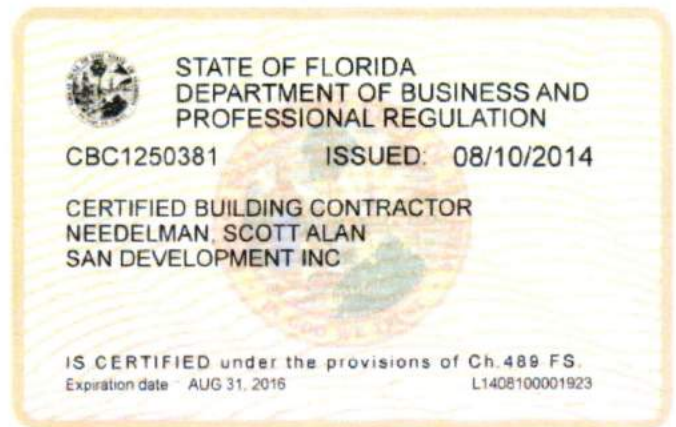 STATE OF FLORIDA
DEPARTMENT OF BUSINESS AND
PROFESSIONAL REGULATION
CBC1250381 ISSUED: 08/10/2014
CERTIFIED BUILDING CONTRACTOR
NEEDELMAN, SCOTT ALAN
SAN DEVELOPMENT INC
IS CERTIFIED under the provisions of Ch.489 FS.
Expiration date : AUG 31, 2016 L1408100001923